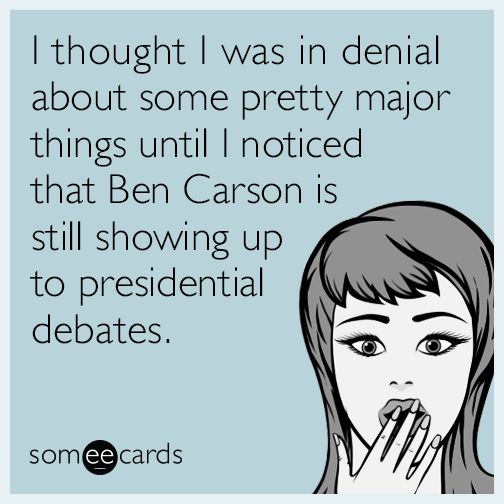 I thought I was in denial
about some pretty major
things until I noticed
that Ben Carson is
still showing up
to presidential
debates.
someecards